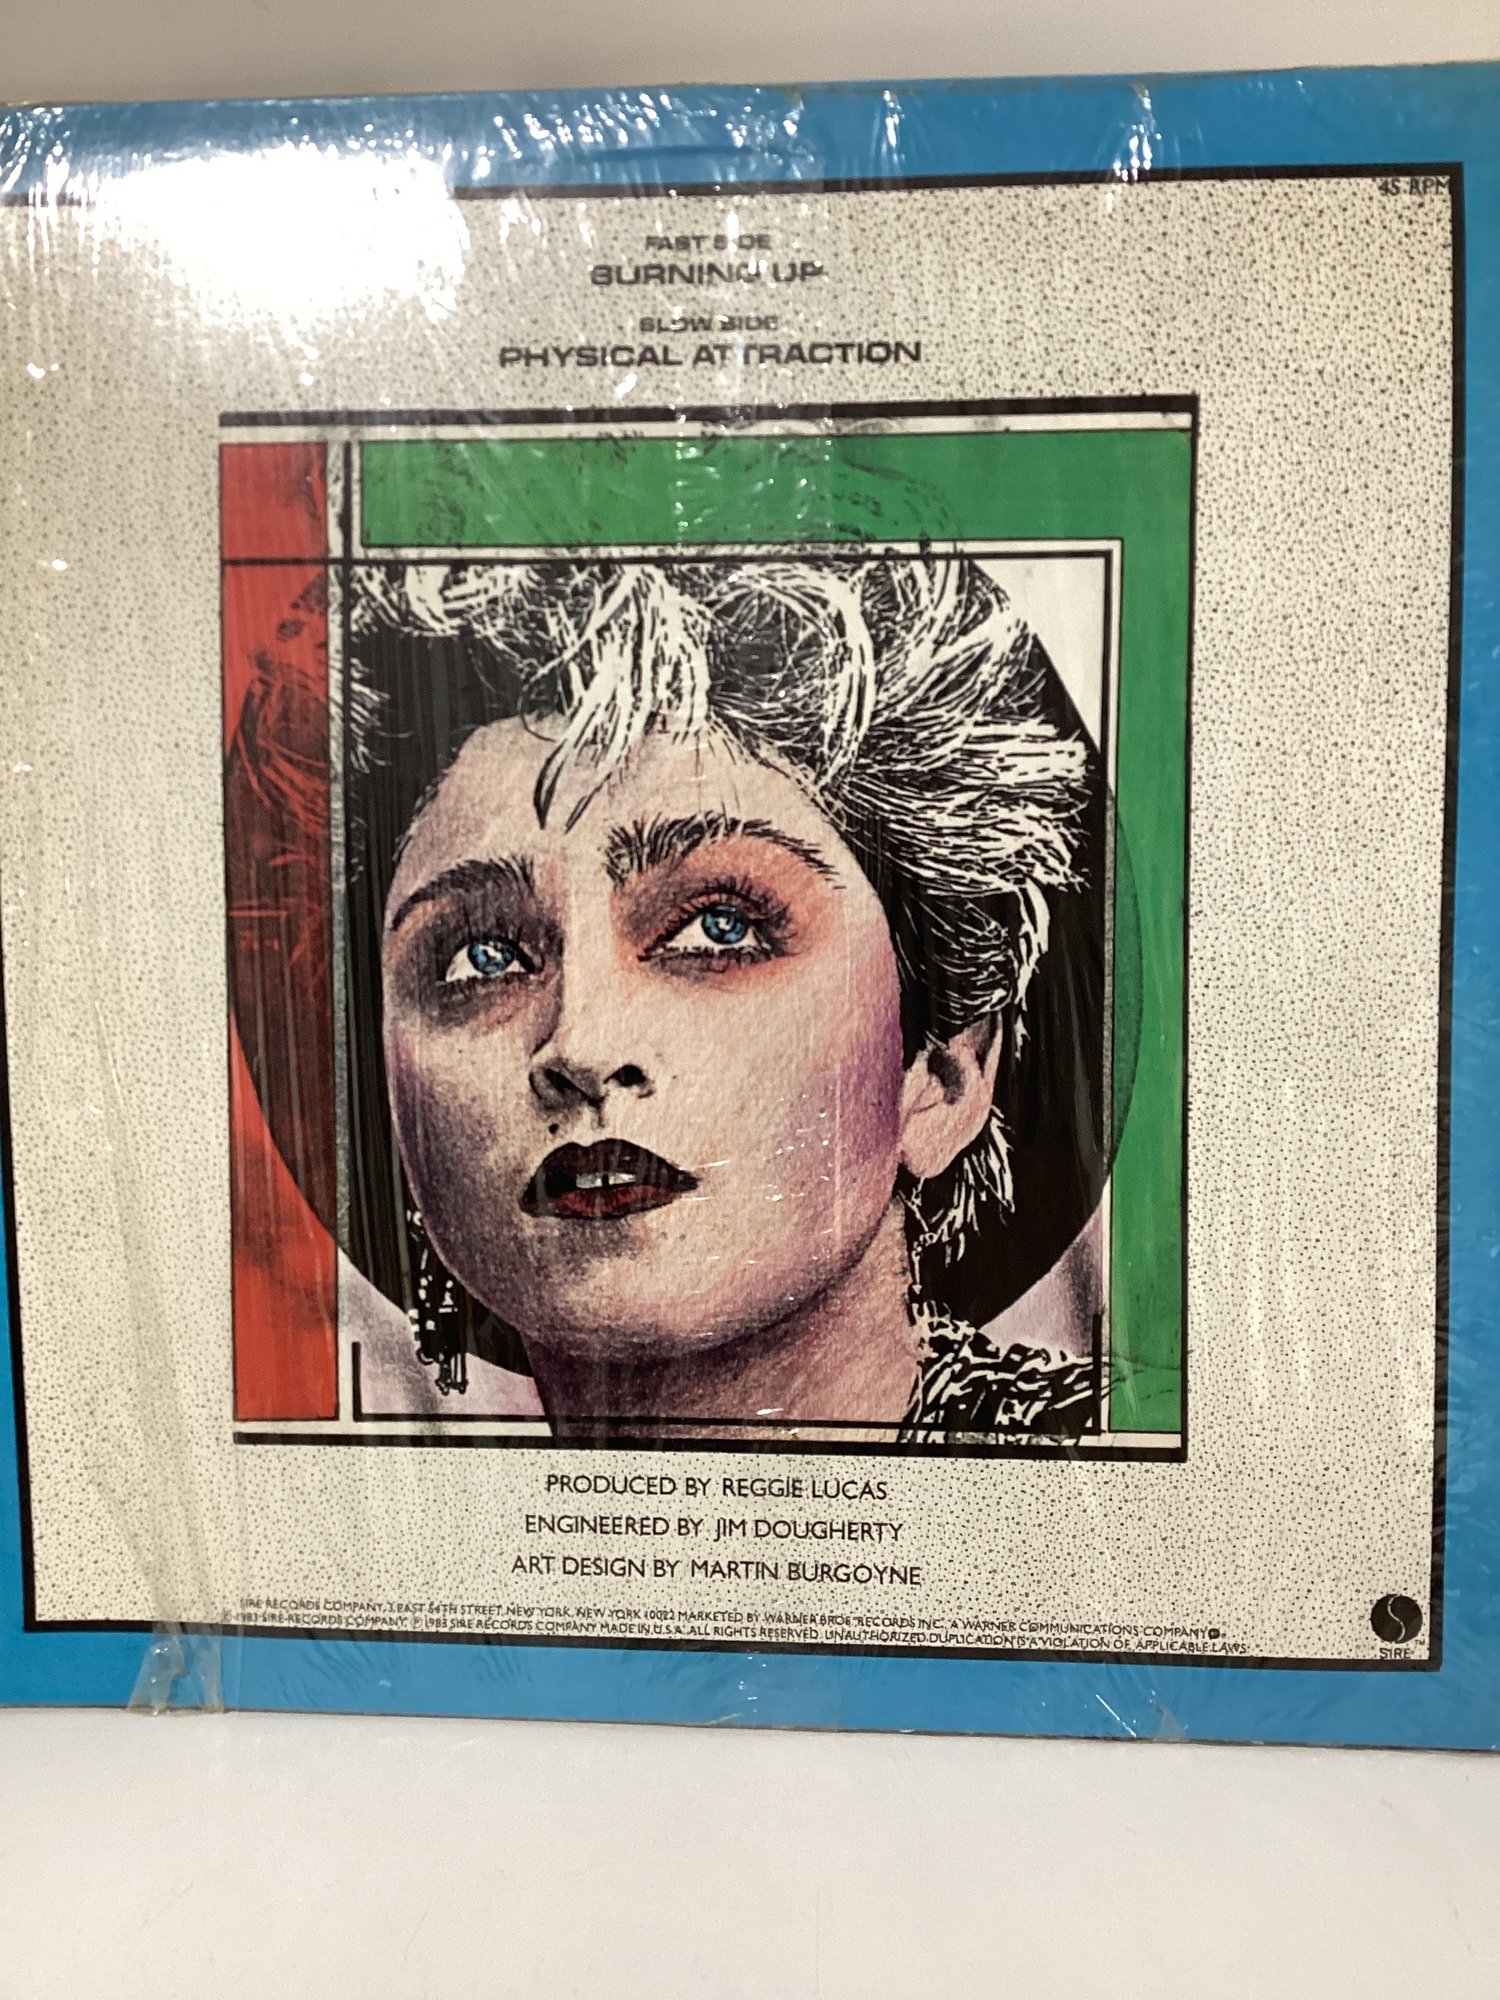 45 RPM
FAST SIDE
BURNING UP
SLOW SIDE
PHYSICAL ATTRACTION
PRODUCED BY REGGIE LUCAS
ENGINEERED BY JIM DOUGHERTY
ART DESIGN BY MARTIN BURGOYNE
SIRE RECORDS COMPANY, 3 EAST 54TH STREET, NEW YORK, NEW YORK 10022 MARKETED BY WARNER BROS. RECORDS INC., A WARNER COMMUNICATIONS COMPANY
℗ 1983 SIRE RECORDS COMPANY. ℗ 1983 SIRE RECORDS COMPANY MADE IN U.S.A. ALL RIGHTS RESERVED. UNAUTHORIZED DUPLICATION IS A VIOLATION OF APPLICABLE LAWS.
SIRE ™